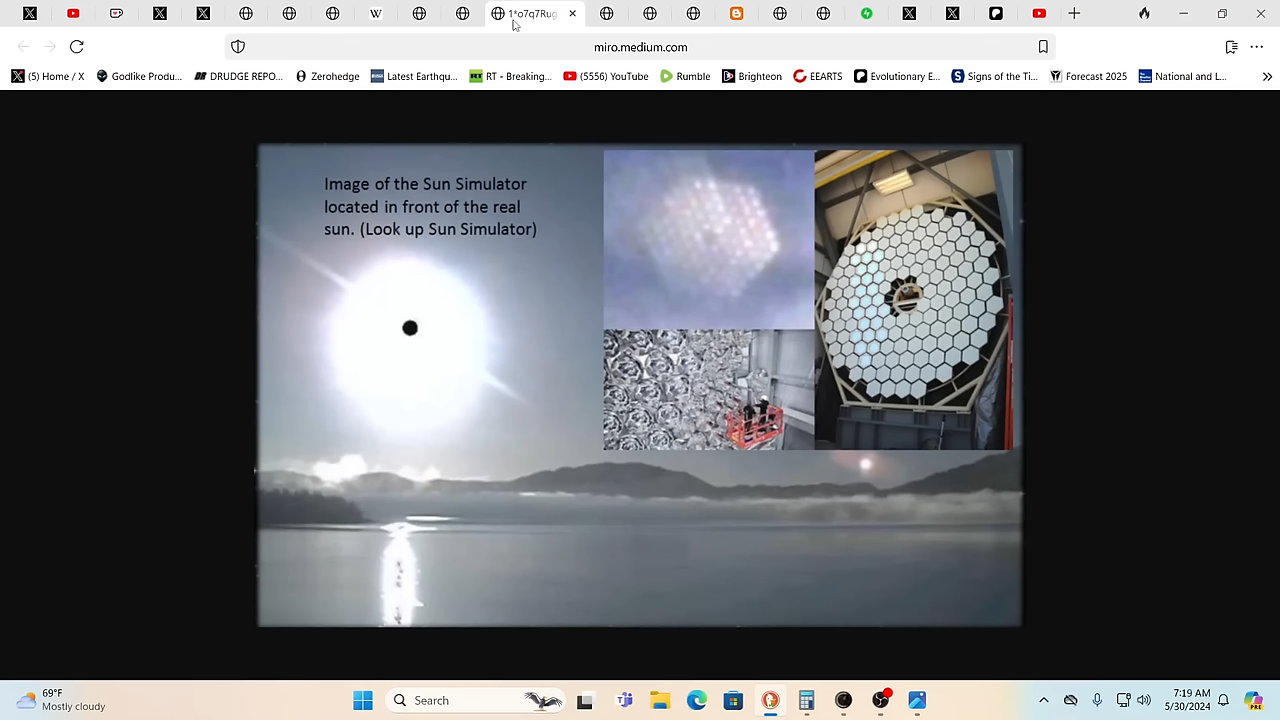 1*o7q7Rug
miro.medium.com
(5) Home / X
Godlike Produ...
DRUDGE REPO...
Zerohedge
Latest Earthqu...
RT - Breaking...
(5556) YouTube
Rumble
Brighteon
EEARTS
Evolutionary E...
Signs of the Ti...
Forecast 2025
National and L...
Image of the Sun Simulator
located in front of the real
sun. (Look up Sun Simulator)
69°F
Mostly cloudy
Search
7:19 AM
5/30/2024